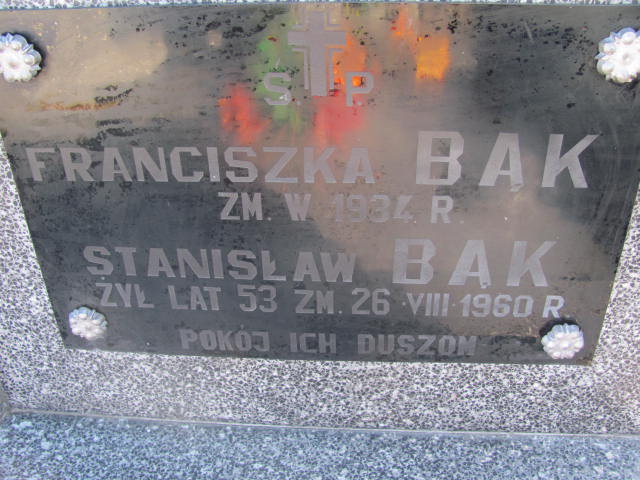 S P
FRANCISZKA BĄK
ZM. W 1934. R.
STANISŁAW BĄK
ŻYŁ LAT 53 ZM. 26 VIII 1960 R
POKÓJ ICH DUSZOM